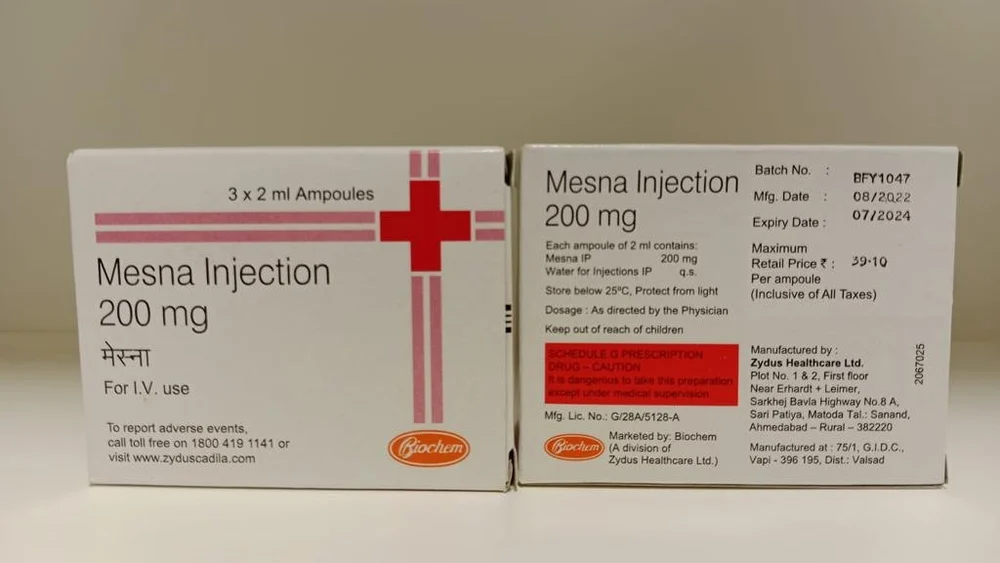 3 x 2 ml Ampoules
Mesna Injection
200 mg
मेस्ना
For I.V. use
To report adverse events,
call toll free on 1800 419 1141 or
visit www.zyduscadila.com
Biochem
Mesna Injection
200 mg
Each ampoule of 2 ml contains:
Mesna IP 200 mg
Water for Injections IP q.s.
Store below 25ºC, Protect from light
Dosage : As directed by the Physician
Keep out of reach of children
SCHEDULE G PRESCRIPTION
DRUG – CAUTION
It is dangerous to take this preparation
except under medical supervision.
Mfg. Lic. No.: G/28A/5128-A
Biochem
Marketed by: Biochem
(A division of
Zydus Healthcare Ltd.)
Batch No. : BFY1047
Mfg. Date : 08/2022
Expiry Date : 07/2024
Maximum
Retail Price ₹ : 39.10
Per ampoule
(Inclusive of All Taxes)
Manufactured by :
Zydus Healthcare Ltd.
Plot No. 1 & 2, First floor
Near Erhardt + Leimer,
Sarkhej Bavla Highway No.8 A,
Sari Patiya, Matoda Tal.: Sanand,
Ahmedabad – Rural – 382220
Manufactured at : 75/1, G.I.D.C.,
Vapi - 396 195, Dist.: Valsad
2067025